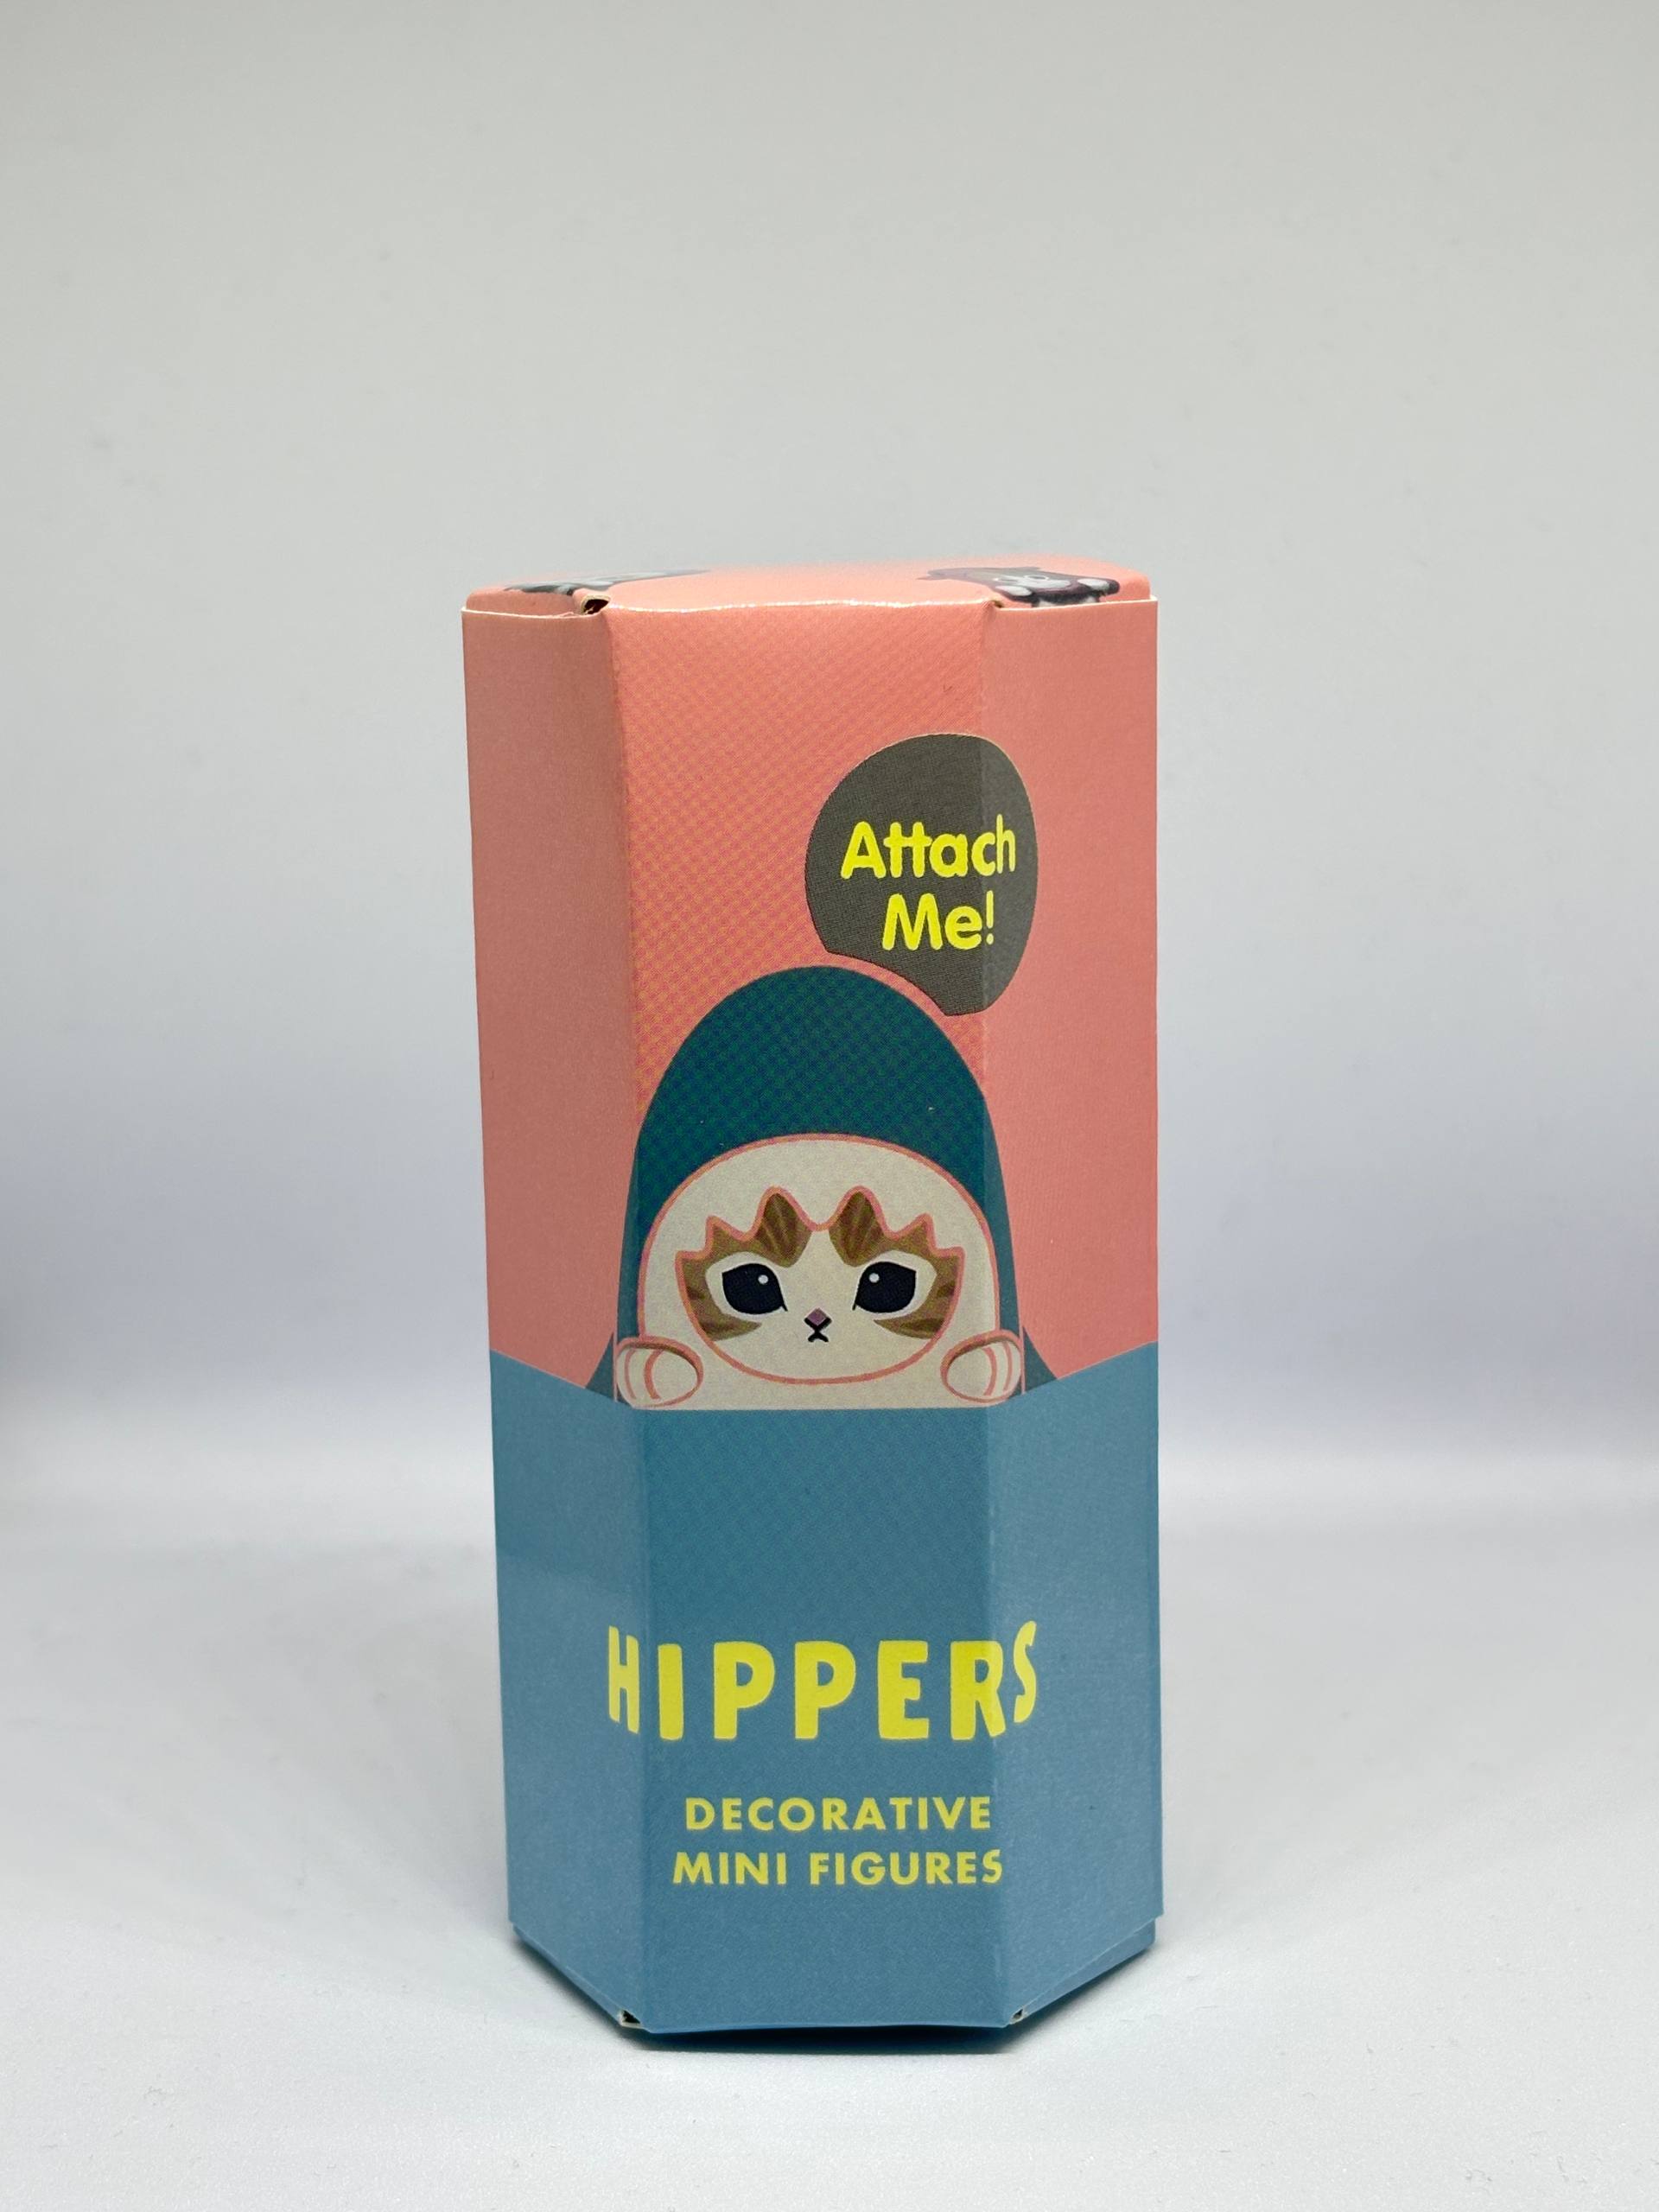 Attach
Me!
HIPPERS
DECORATIVE
MINI FIGURES